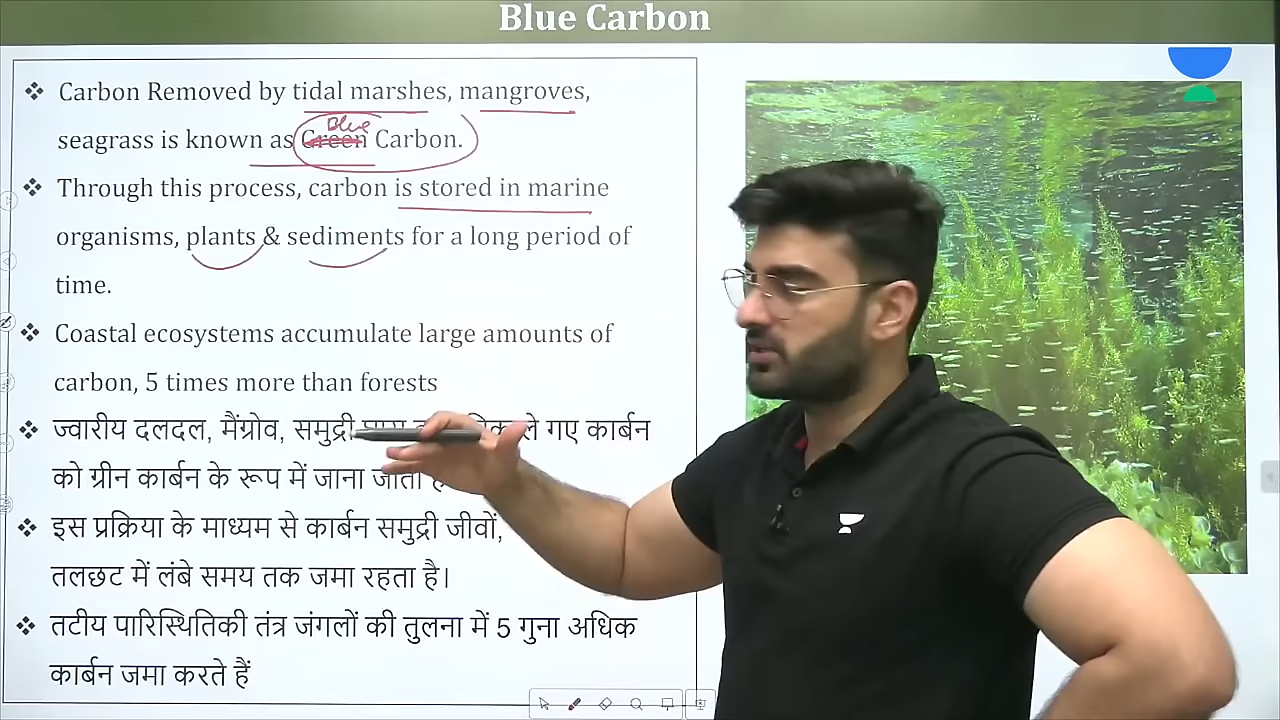 Blue Carbon
❖ Carbon Removed by tidal marshes, mangroves,
Blue
seagrass is known as Green Carbon.
❖ Through this process, carbon is stored in marine
organisms, plants & sediments for a long period of
time.
❖ Coastal ecosystems accumulate large amounts of
carbon, 5 times more than forests
❖ ज्वारीय दलदल, मैंग्रोव, समुद्री ले गए कार्बन
को ग्रीन कार्बन के रूप में जाना जाता
❖ इस प्रक्रिया के माध्यम से कार्बन समुद्री जीवों,
तलछट में लंबे समय तक जमा रहता है।
❖ तटीय पारिस्थितिकी तंत्र जंगलों की तुलना में 5 गुना अधिक
कार्बन जमा करते हैं